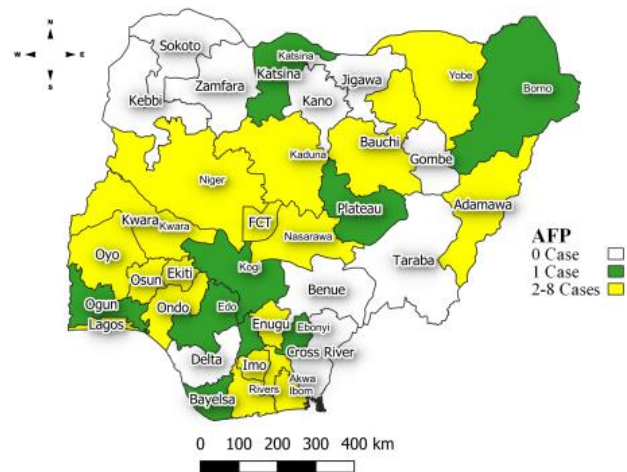 N
W E
S
Sokoto
Katsina
Zamfara
Katsina
Jigawa
Yobe
Borno
Kebbi
Kano
Bauchi
Kaduna
Gombe
Niger
Plateau
Adamawa
Kwara
Kwara
FCT
Nasarawa
Oyo
Taraba
Osun
Ekiti
Kogi
Benue
Ogun
Ondo
Edo
Lagos
Enugu
Ebonyi
Delta
Cross River
Imo
Bayelsa
Rivers
Akwa
Ibom
AFP
0 Case
1 Case
2-8 Cases
0 100 200 300 400 km